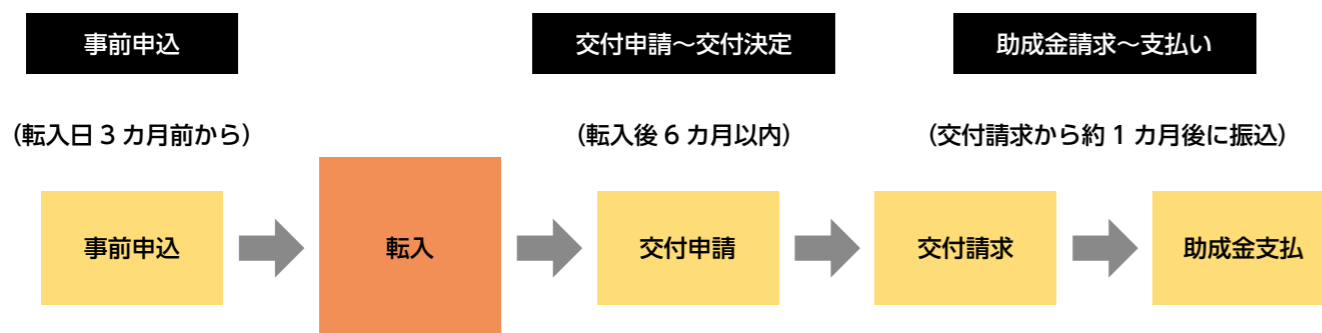 事前申込
交付申請～交付決定
助成金請求～支払い
（転入日 3 カ月前から）
（転入後 6 カ月以内）
（交付請求から約 1 カ月後に振込）
事前申込
転入
交付申請
交付請求
助成金支払